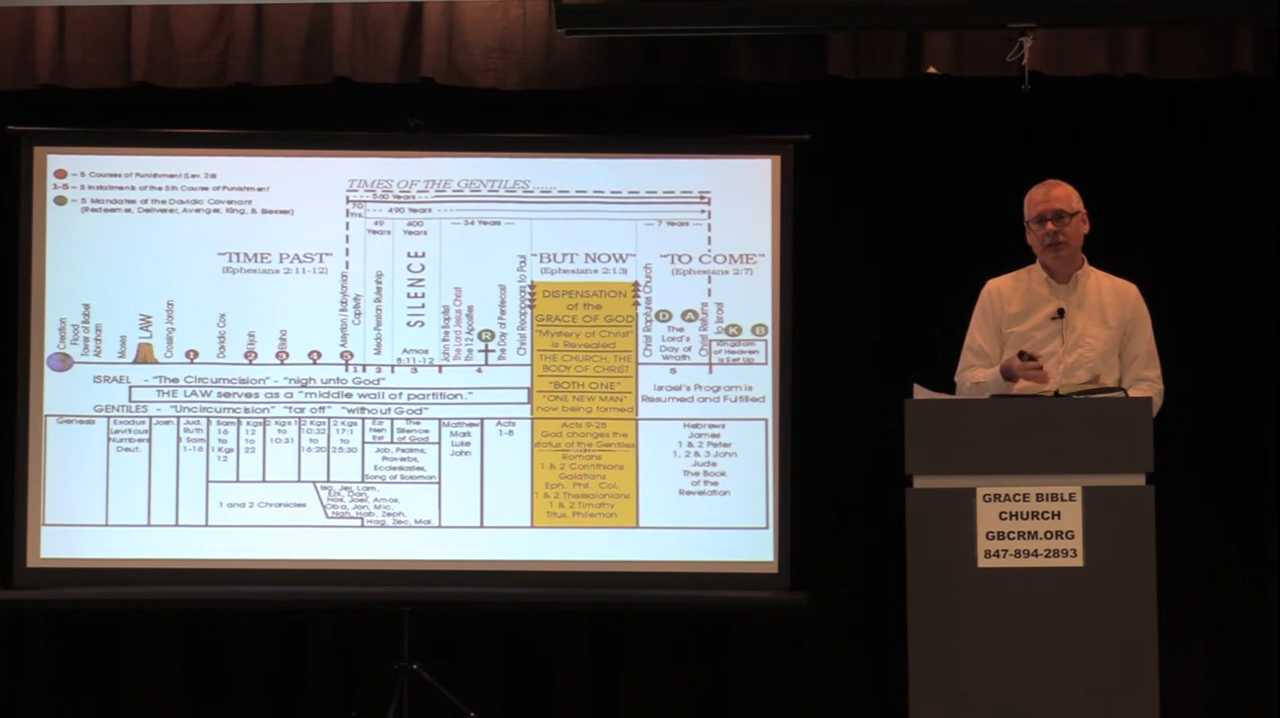 - 5 Courses of Punishment (Lev. 26)
1-5 - 5 Installments of the 5th Course of Punishment
- 5 Mandates of the Davidic Covenant
(Redeemer, Deliverer, Avenger, King, & Blesser)
TIMES OF THE GENTILES......
560 Years
70
Yrs.
490 Years
49
Years
400
Years
34 Years
7 Years
"TIME PAST"
(Ephesians 2:11-12)
"BUT NOW"
(Ephesians 2:13)
"TO COME"
(Ephesians 2:7)
Creation
Flood
Tower of Babel
Abraham
Moses
LAW
Crossing Jordan
1
Davidic Cov.
2
Elijah
3
Elisha
4
5
Assyrian / Babylonian
Captivity
Medo-Persian Rulership
SILENCE
Amos
8:11-12
John the Baptist
The Lord Jesus Christ
The 12 Apostles
R
The Day of Pentecost
Christ Reappears to Paul
DISPENSATION
of the
GRACE OF GOD
"Mystery of Christ"
is Revealed
THE CHURCH, THE
BODY OF CHRIST
"BOTH ONE"
"ONE NEW MAN"
now being formed
Christ Raptures Church
D
A
The
Lord's
Day of
Wrath
Christ Returns
to Israel
K
B
Kingdom
of Heaven
is Set Up
1
2
3
4
5
ISRAEL - "The Circumcision" - "nigh unto God"
THE LAW serves as a "middle wall of partition."
GENTILES - "Uncircumcision" "far off" "without God"
Israel's Program is
Resumed and Fulfilled
Genesis
Exodus
Leviticus
Numbers
Deut.
Josh.
Jud.
Ruth
1 Sam
1-16
1 Sam
16
to
1 Kgs
12
1 Kgs
12
to
22
2 Kgs 1
to
10:31
2 Kgs
10:32
to
16:20
2 Kgs
17:1
to
25:30
Ezr
Neh
Est
The
Silence
of God
Job, Psalms,
Proverbs,
Ecclesiastes,
Song of Solomon
1 and 2 Chronicles
Isa, Jer, Lam,
Ezk, Dan,
Hos, Joel, Amos,
Oba, Jon, Mic,
Nah, Hab, Zeph,
Hag, Zec, Mal.
Matthew
Mark
Luke
John
Acts
1-8
Acts 9-28
God changes the
status of the Gentiles
Romans
1 & 2 Corinthians
Galatians
Eph. Phil. Col.
1 & 2 Thessalonians
1 & 2 Timothy
Titus, Philemon
Hebrews
James
1 & 2 Peter
1, 2 & 3 John
Jude
The Book
of the
Revelation
GRACE BIBLE
CHURCH
GBCRM.ORG
847-894-2893